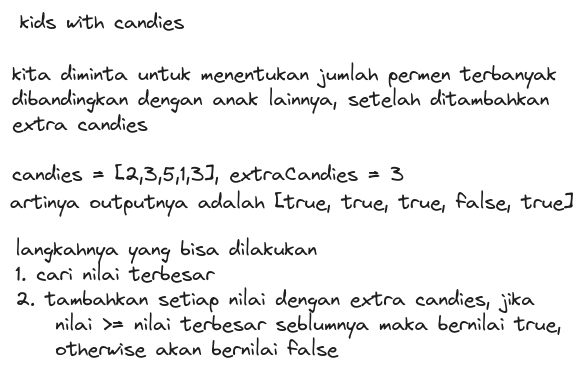 kids with candies
kita diminta untuk menentukan jumlah permen terbanyak
dibandingkan dengan anak lainnya, setelah ditambahkan
extra candies
candies = [2,3,5,1,3], extraCandies = 3
artinya outputnya adalah [true, true, true, false, true]
langkahnya yang bisa dilakukan
1. cari nilai terbesar
2. tambahkan setiap nilai dengan extra candies, jika
nilai >= nilai terbesar seblumnya maka bernilai true,
otherwise akan bernilai false